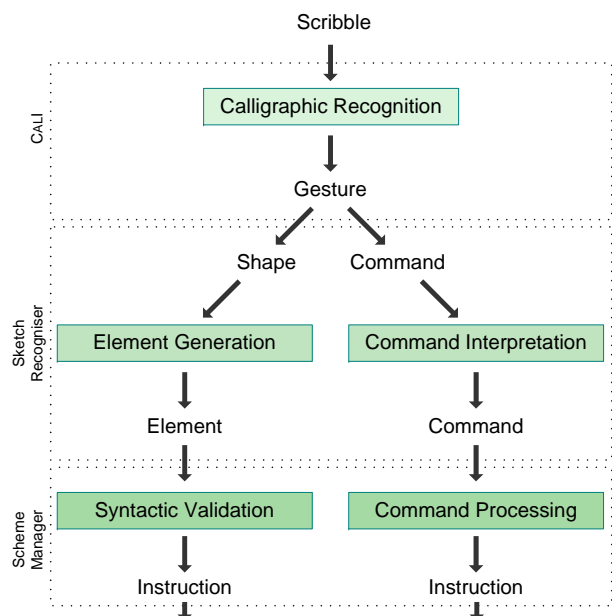 Scribble
CALI
Calligraphic Recognition
Gesture
Shape Command
Sketch
Recogniser
Element Generation Command Interpretation
Element Command
Scheme
Manager
Syntactic Validation Command Processing
Instruction Instruction